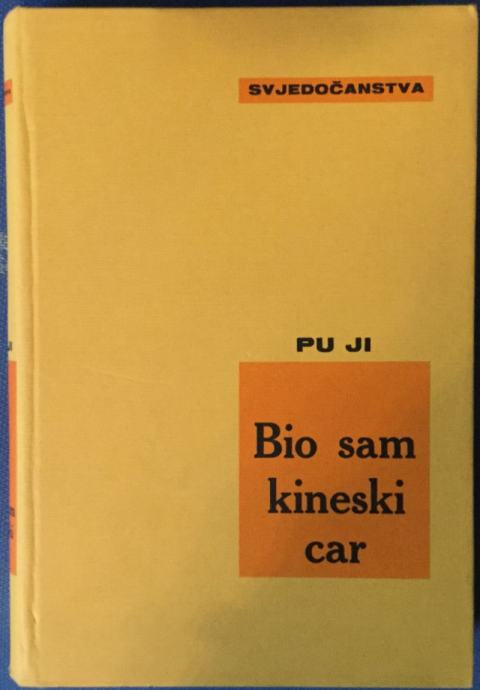 SVJEDOČANSTVA
PU JI
Bio sam
kineski
car